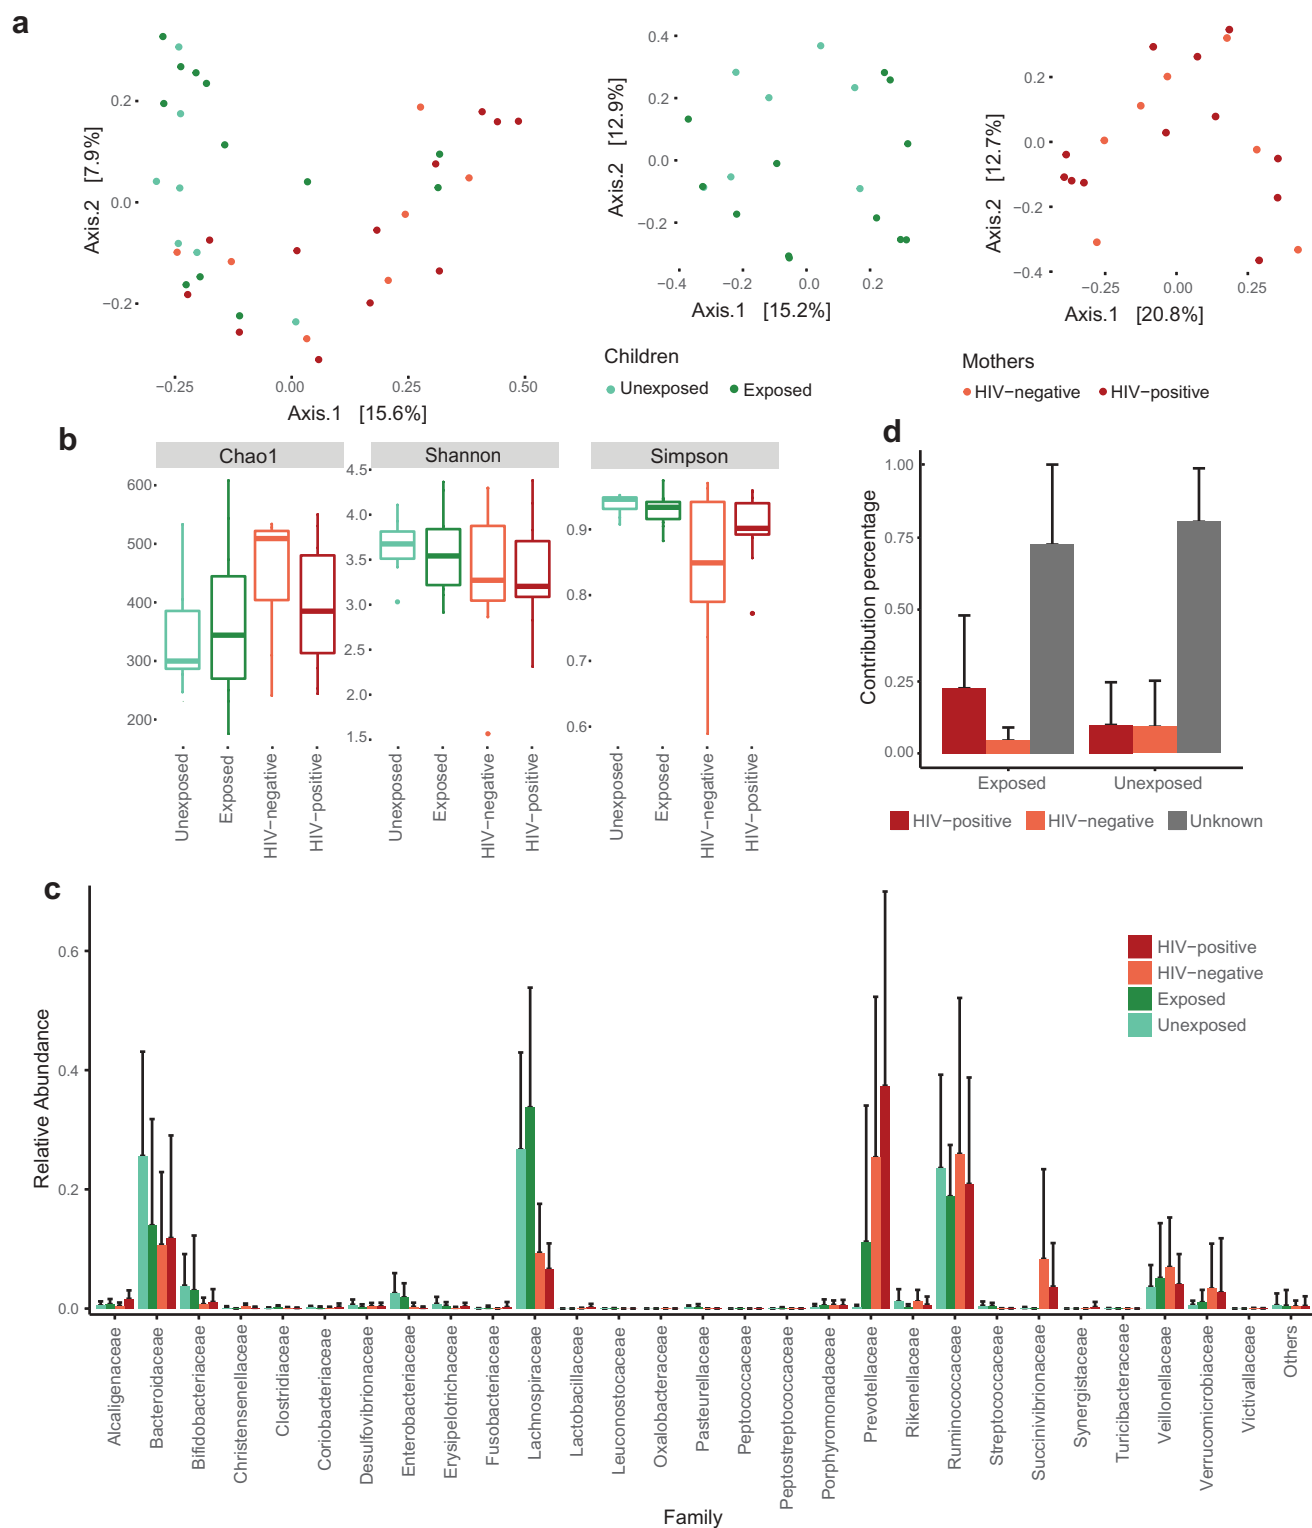 a
0.2
0.0
−0.2
Axis.2 [7.9%]
−0.25
0.00
0.25
0.50
Axis.1 [15.6%]
0.4
0.2
0.0
−0.2
Axis.2 [12.9%]
−0.4
−0.2
0.0
0.2
Axis.1 [15.2%]
0.2
0.0
−0.2
−0.4
Axis.2 [12.7%]
−0.25
0.00
0.25
Axis.1 [20.8%]
Children
Unexposed
Exposed
Mothers
HIV−negative
HIV−positive
b
Chao1
600
500
400
300
200
Unexposed
Exposed
HIV−negative
HIV−positive
Shannon
4.5
4.0
3.5
3.0
2.5
2.0
1.5
Unexposed
Exposed
HIV−negative
HIV−positive
Simpson
0.9
0.8
0.7
0.6
Unexposed
Exposed
HIV−negative
HIV−positive
d
Contribution percentage
1.00
0.75
0.50
0.25
0.00
Exposed
Unexposed
HIV−positive
HIV−negative
Unknown
c
Relative Abundance
0.6
0.4
0.2
0.0
HIV−positive
HIV−negative
Exposed
Unexposed
Alcaligenaceae
Bacteroidaceae
Bifidobacteriaceae
Christensenellaceae
Clostridiaceae
Coriobacteriaceae
Desulfovibrionaceae
Enterobacteriaceae
Erysipelotrichaceae
Fusobacteriaceae
Lachnospiraceae
Lactobacillaceae
Leuconostocaceae
Oxalobacteraceae
Pasteurellaceae
Peptococcaceae
Peptostreptococcaceae
Porphyromonadaceae
Prevotellaceae
Rikenellaceae
Ruminococcaceae
Streptococcaceae
Succinivibrionaceae
Synergistaceae
Turicibacteraceae
Veillonellaceae
Verrucomicrobiaceae
Victivallaceae
Others
Family